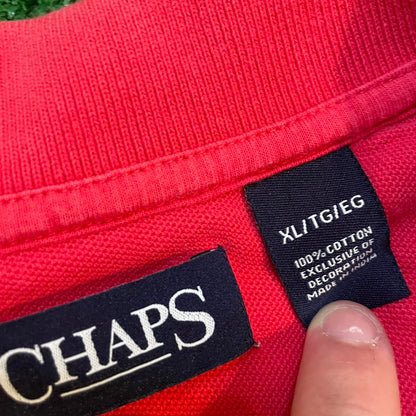 XL/TG/EG
100% COTTON
EXCLUSIVE OF
DECORATION
MADE IN INDIA
CHAPS